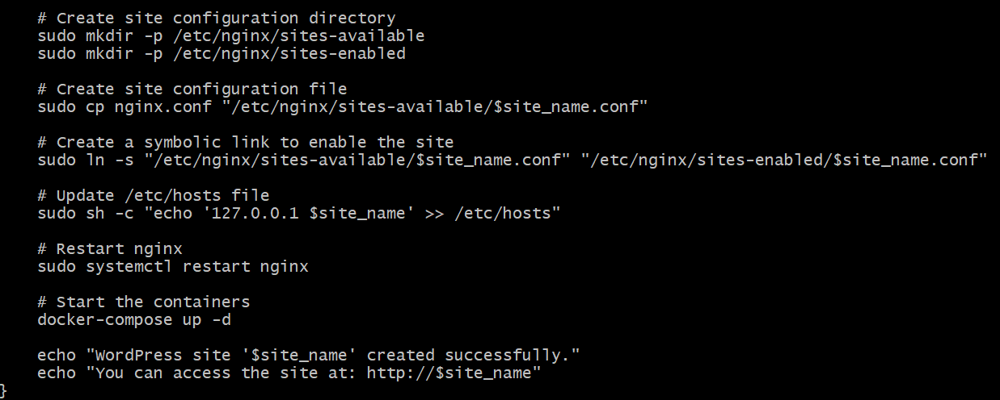 # Create site configuration directory
sudo mkdir -p /etc/nginx/sites-available
sudo mkdir -p /etc/nginx/sites-enabled
# Create site configuration file
sudo cp nginx.conf "/etc/nginx/sites-available/$site_name.conf"
# Create a symbolic link to enable the site
sudo ln -s "/etc/nginx/sites-available/$site_name.conf" "/etc/nginx/sites-enabled/$site_name.conf"
# Update /etc/hosts file
sudo sh -c "echo '127.0.0.1 $site_name' >> /etc/hosts"
# Restart nginx
sudo systemctl restart nginx
# Start the containers
docker-compose up -d
echo "WordPress site '$site_name' created successfully."
echo "You can access the site at: http://$site_name"
}